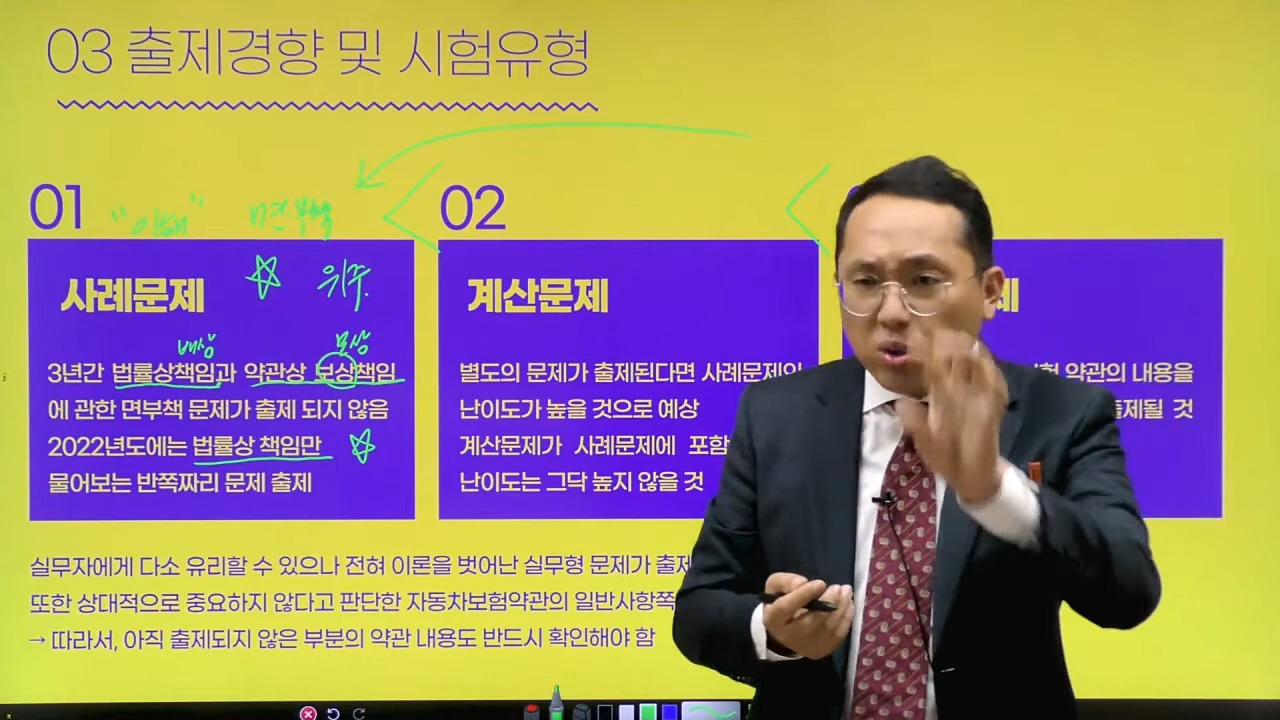 03 출제경향 및 시험유형
01
"이해"
면부책
사례문제
위주.
배상
보상
3년간 법률상책임과 약관상 보상책임
에 관한 면부책 문제가 출제 되지 않음
2022년도에는 법률상 책임만
물어보는 반쪽짜리 문제 출제
02
계산문제
별도의 문제가 출제된다면 사례문제의
난이도가 높을 것으로 예상
계산문제가 사례문제에 포함
난이도는 그닥 높지 않을 것
약관의 내용을
출제될 것
실무자에게 다소 유리할 수 있으나 전혀 이론을 벗어난 실무형 문제가 출제
또한 상대적으로 중요하지 않다고 판단한 자동차보험약관의 일반사항쪽
→ 따라서, 아직 출제되지 않은 부분의 약관 내용도 반드시 확인해야 함